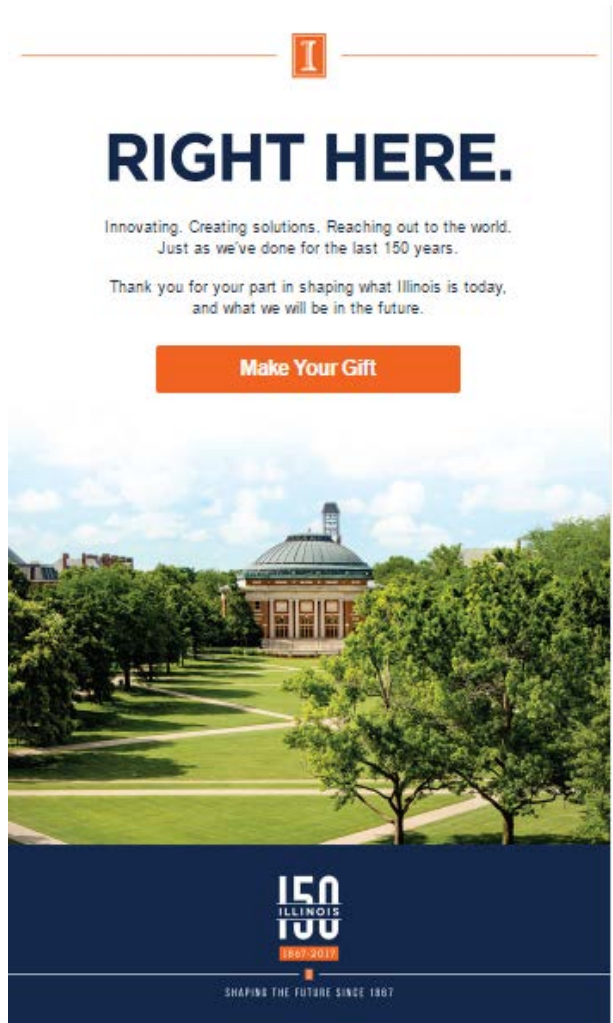 I
RIGHT HERE.
Innovating. Creating solutions. Reaching out to the world.
Just as we've done for the last 150 years.
Thank you for your part in shaping what Illinois is today,
and what we will be in the future.
Make Your Gift
150
ILLINOIS
1867-2017
SHAPING THE FUTURE SINCE 1867